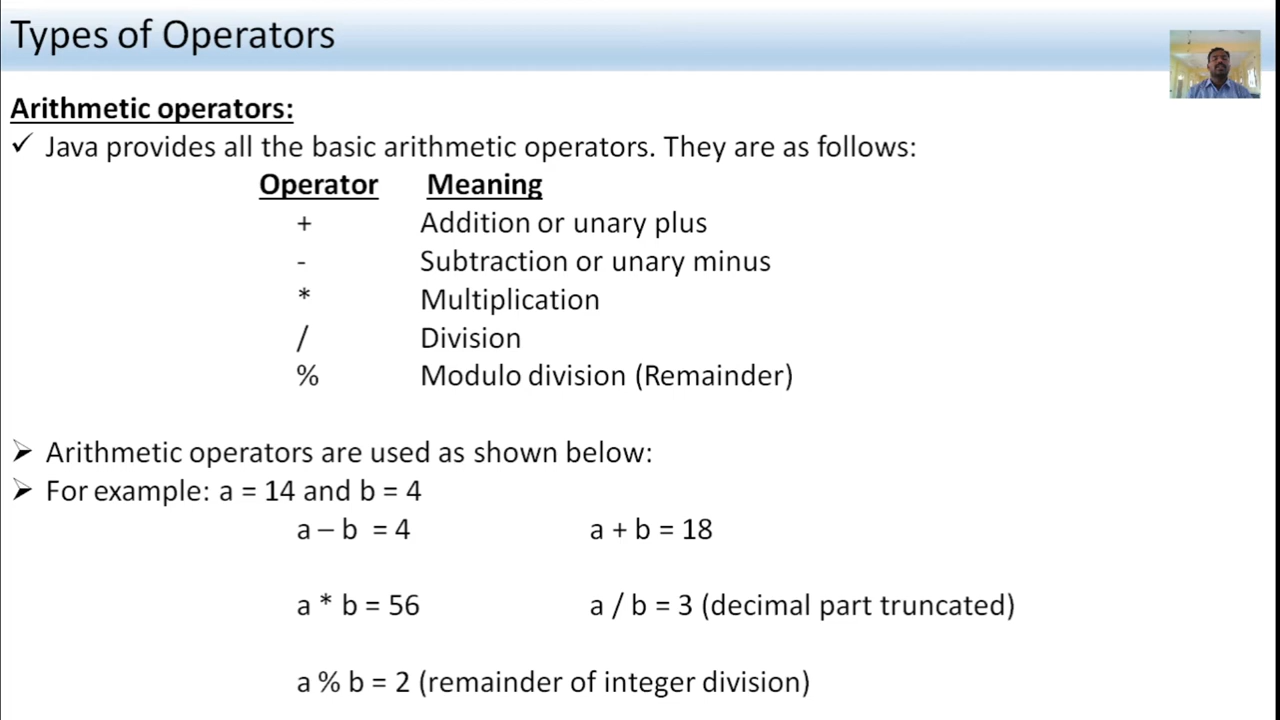 Types of Operators
Arithmetic operators:
✓ Java provides all the basic arithmetic operators. They are as follows:
Operator Meaning
+ Addition or unary plus
- Subtraction or unary minus
* Multiplication
/ Division
% Modulo division (Remainder)
➢ Arithmetic operators are used as shown below:
➢ For example: a = 14 and b = 4
a – b = 4 a + b = 18
a * b = 56 a / b = 3 (decimal part truncated)
a % b = 2 (remainder of integer division)